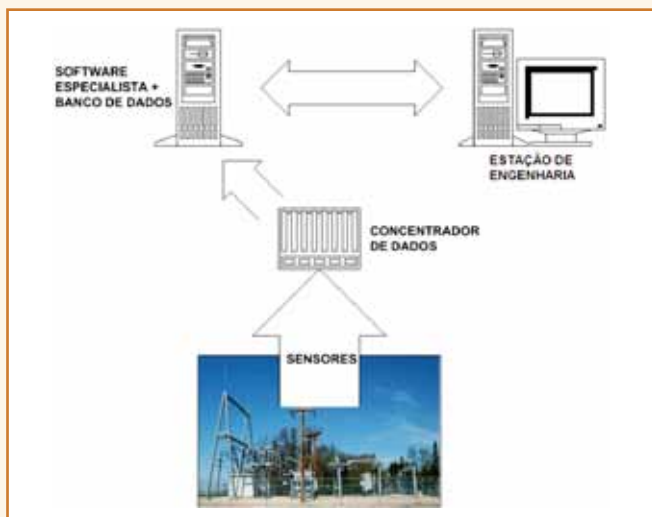 SOFTWARE
ESPECIALISTA +
BANCO DE DADOS
ESTAÇÃO DE
ENGENHARIA
CONCENTRADOR
DE DADOS
SENSORES